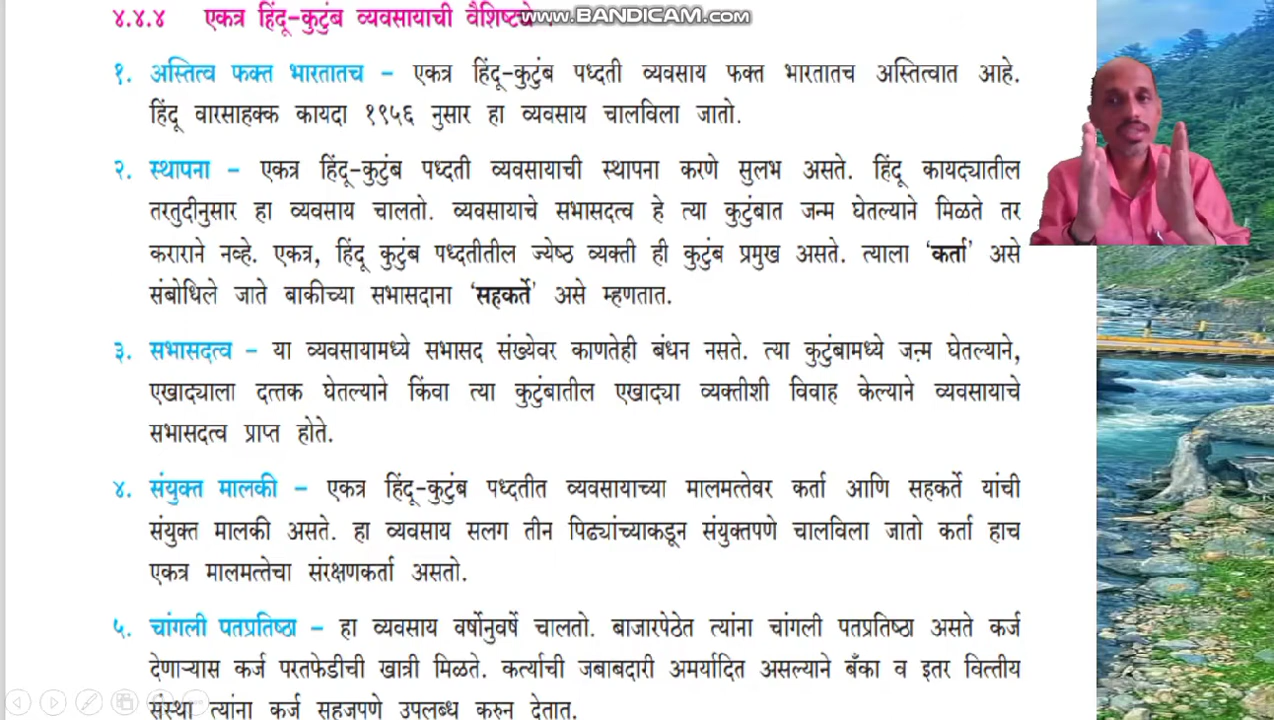 ४.४.४ एकत्र हिंदू-कुटुंब व्यवसायाची वैशिष्ट्ये
www.BANDICAM.com
१. अस्तित्व फक्त भारतातच – एकत्र हिंदू-कुटुंब पध्दती व्यवसाय फक्त भारतातच अस्तित्वात आहे.
हिंदू वारसाहक्क कायदा १९५६ नुसार हा व्यवसाय चालविला जातो.
२. स्थापना – एकत्र हिंदू-कुटुंब पध्दती व्यवसायाची स्थापना करणे सुलभ असते. हिंदू कायद्यातील
तरतुदीनुसार हा व्यवसाय चालतो. व्यवसायाचे सभासदत्व हे त्या कुटुंबात जन्म घेतल्याने मिळते तर
कराराने नव्हे. एकत्र, हिंदू कुटुंब पध्दतीतील ज्येष्ठ व्यक्ती ही कुटुंब प्रमुख असते. त्याला ‘कर्ता’ असे
संबोधिले जाते बाकीच्या सभासदाना ‘सहकर्ते’ असे म्हणतात.
३. सभासदत्व – या व्यवसायामध्ये सभासद संख्येवर काणतेही बंधन नसते. त्या कुटुंबामध्ये जन्म घेतल्याने,
एखाद्याला दत्तक घेतल्याने किंवा त्या कुटुंबातील एखाद्या व्यक्तीशी विवाह केल्याने व्यवसायाचे
सभासदत्व प्राप्त होते.
४. संयुक्त मालकी – एकत्र हिंदू-कुटुंब पध्दतीत व्यवसायाच्या मालमत्तेवर कर्ता आणि सहकर्ते यांची
संयुक्त मालकी असते. हा व्यवसाय सलग तीन पिढ्यांच्याकडून संयुक्तपणे चालविला जातो कर्ता हाच
एकत्र मालमत्तेचा संरक्षणकर्ता असतो.
५. चांगली पतप्रतिष्ठा – हा व्यवसाय वर्षोनुवर्षे चालतो. बाजारपेठेत त्यांना चांगली पतप्रतिष्ठा असते कर्ज
देणाऱ्यास कर्ज परतफेडीची खात्री मिळते. कर्त्याची जबाबदारी अमर्यादित असल्याने बँका व इतर वित्तीय
संस्था त्यांना कर्ज सहजपणे उपलब्ध करुन देतात.